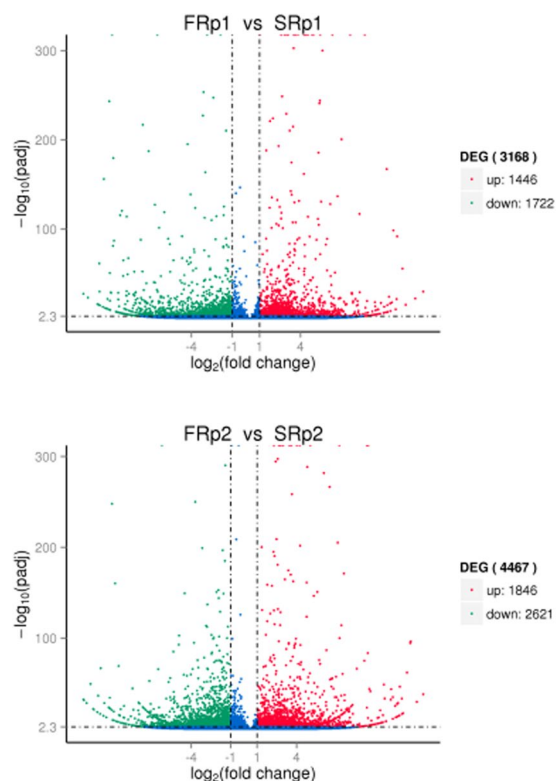 FRp1 vs SRp1
300
200
100
2.3
−log10(padj)
-4 -1 1 4
log2(fold change)
DEG ( 3168 )
up: 1446
down: 1722
FRp2 vs SRp2
300
200
100
2.3
−log10(padj)
-4 -1 1 4
log2(fold change)
DEG ( 4467 )
up: 1846
down: 2621